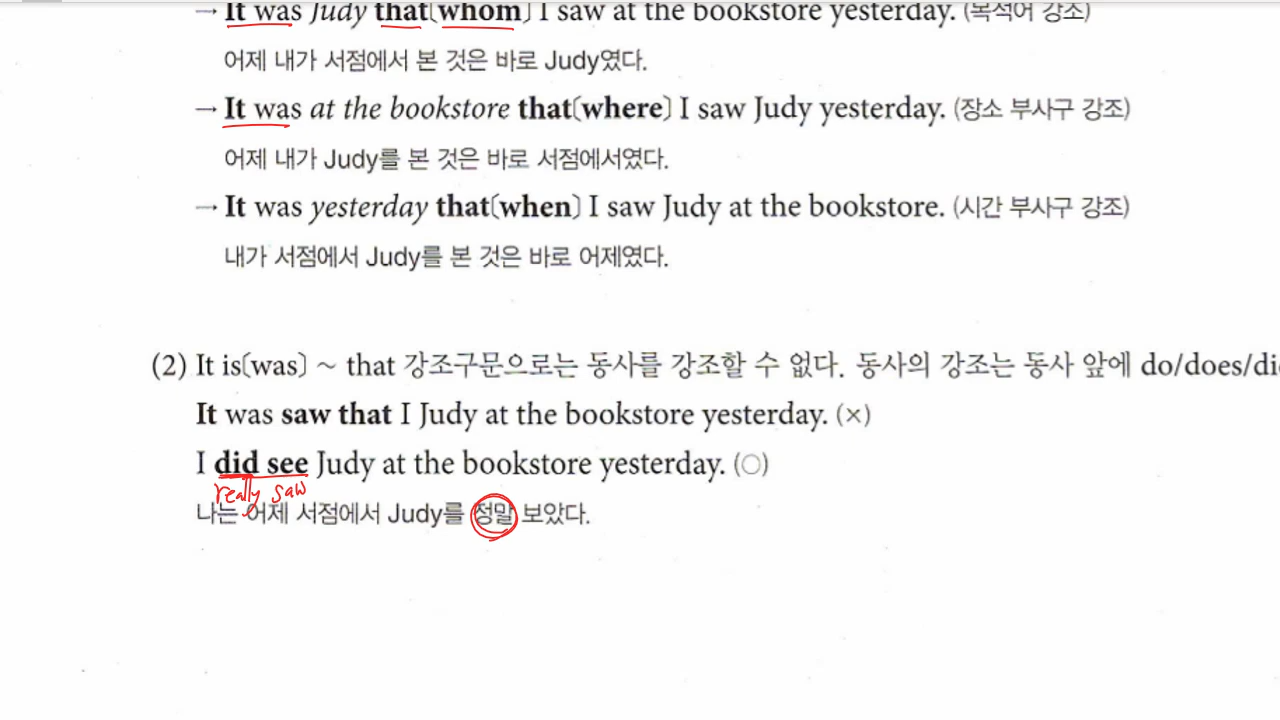 → It was Judy that[whom] I saw at the bookstore yesterday. (목적어 강조)
어제 내가 서점에서 본 것은 바로 Judy였다.
→ It was at the bookstore that[where] I saw Judy yesterday. (장소 부사구 강조)
어제 내가 Judy를 본 것은 바로 서점에서였다.
→ It was yesterday that[when] I saw Judy at the bookstore. (시간 부사구 강조)
내가 서점에서 Judy를 본 것은 바로 어제였다.
(2) It is[was] ~ that 강조구문으로는 동사를 강조할 수 없다. 동사의 강조는 동사 앞에 do/does/di
It was saw that I Judy at the bookstore yesterday. (×)
I did see Judy at the bookstore yesterday. (○)
really saw
나는 어제 서점에서 Judy를 정말 보았다.